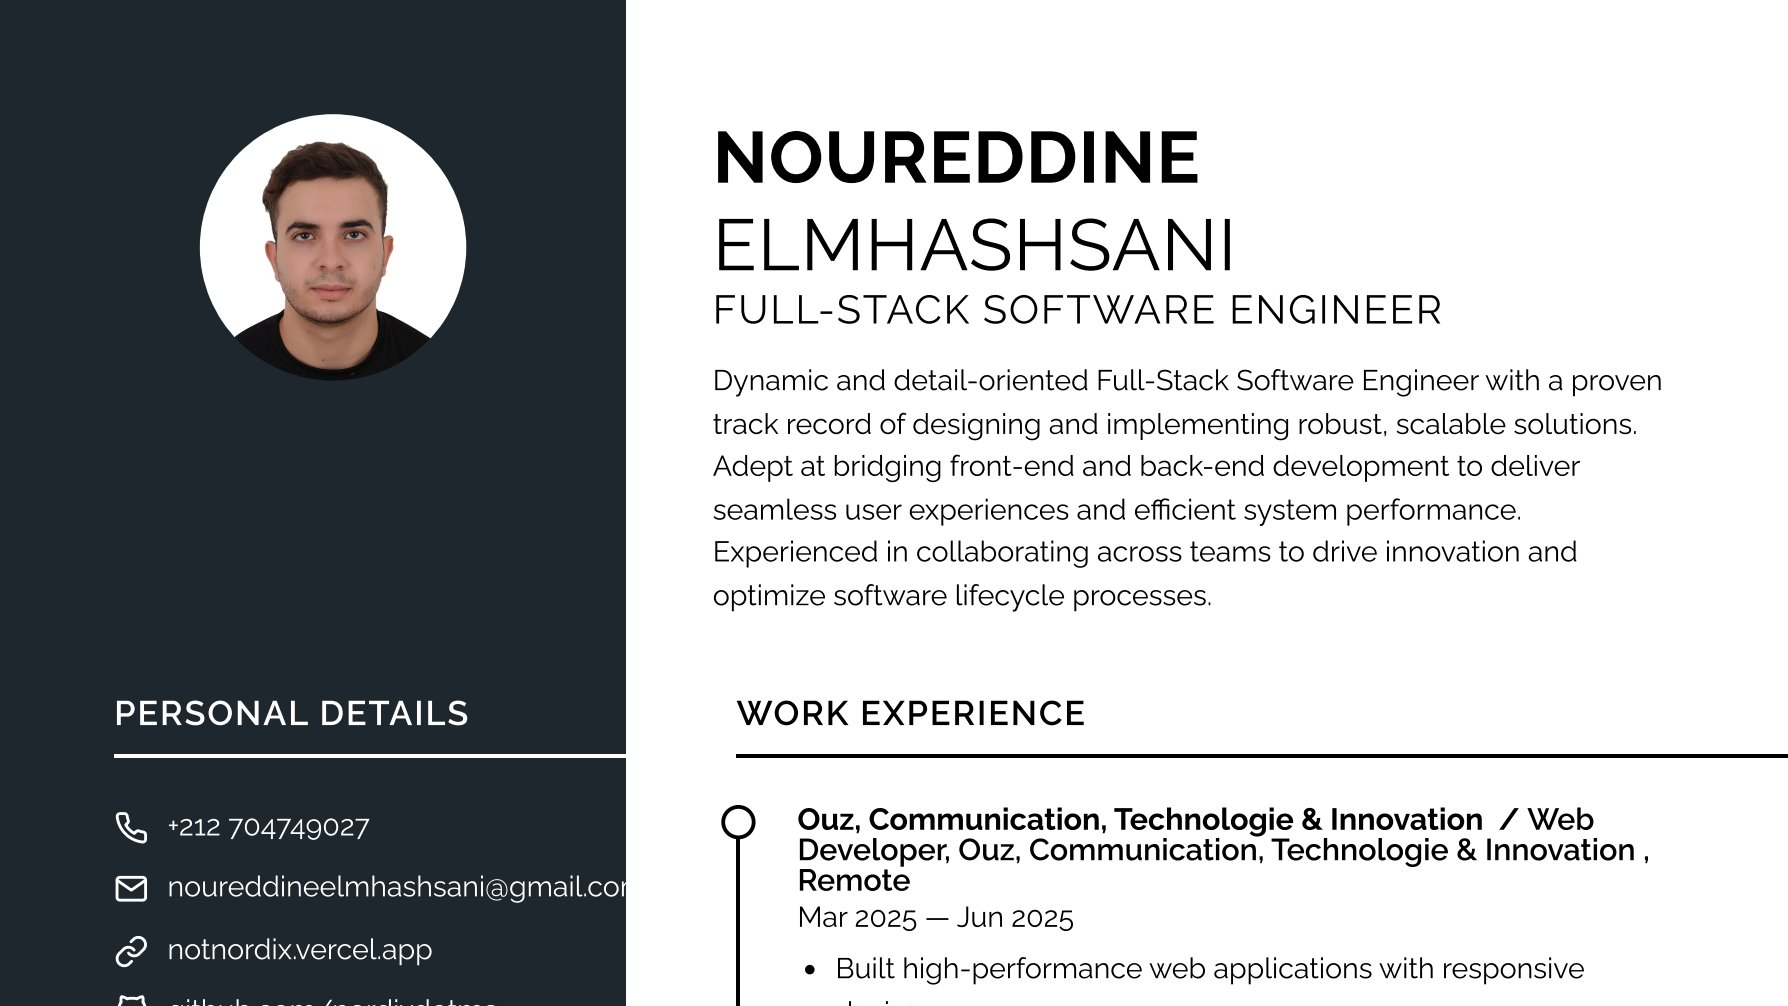 NOUREDDINE
ELMHASHSANI
FULL-STACK SOFTWARE ENGINEER
Dynamic and detail-oriented Full-Stack Software Engineer with a proven
track record of designing and implementing robust, scalable solutions.
Adept at bridging front-end and back-end development to deliver
seamless user experiences and efficient system performance.
Experienced in collaborating across teams to drive innovation and
optimize software lifecycle processes.
PERSONAL DETAILS
+212 704749027
noureddineelmhashsani@gmail.com
notnordix.vercel.app
WORK EXPERIENCE
Ouz, Communication, Technologie & Innovation / Web
Developer, Ouz, Communication, Technologie & Innovation ,
Remote
Mar 2025 — Jun 2025
• Built high-performance web applications with responsive